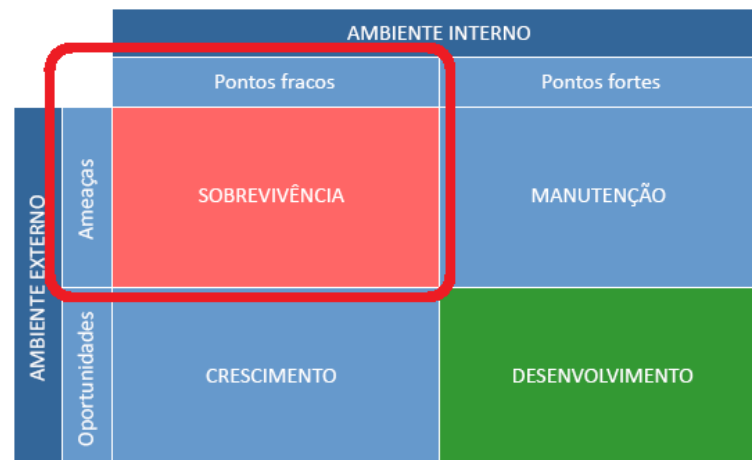 AMBIENTE INTERNO
Pontos fracos
Pontos fortes
AMBIENTE EXTERNO
Ameaças
SOBREVIVÊNCIA
MANUTENÇÃO
Oportunidades
CRESCIMENTO
DESENVOLVIMENTO